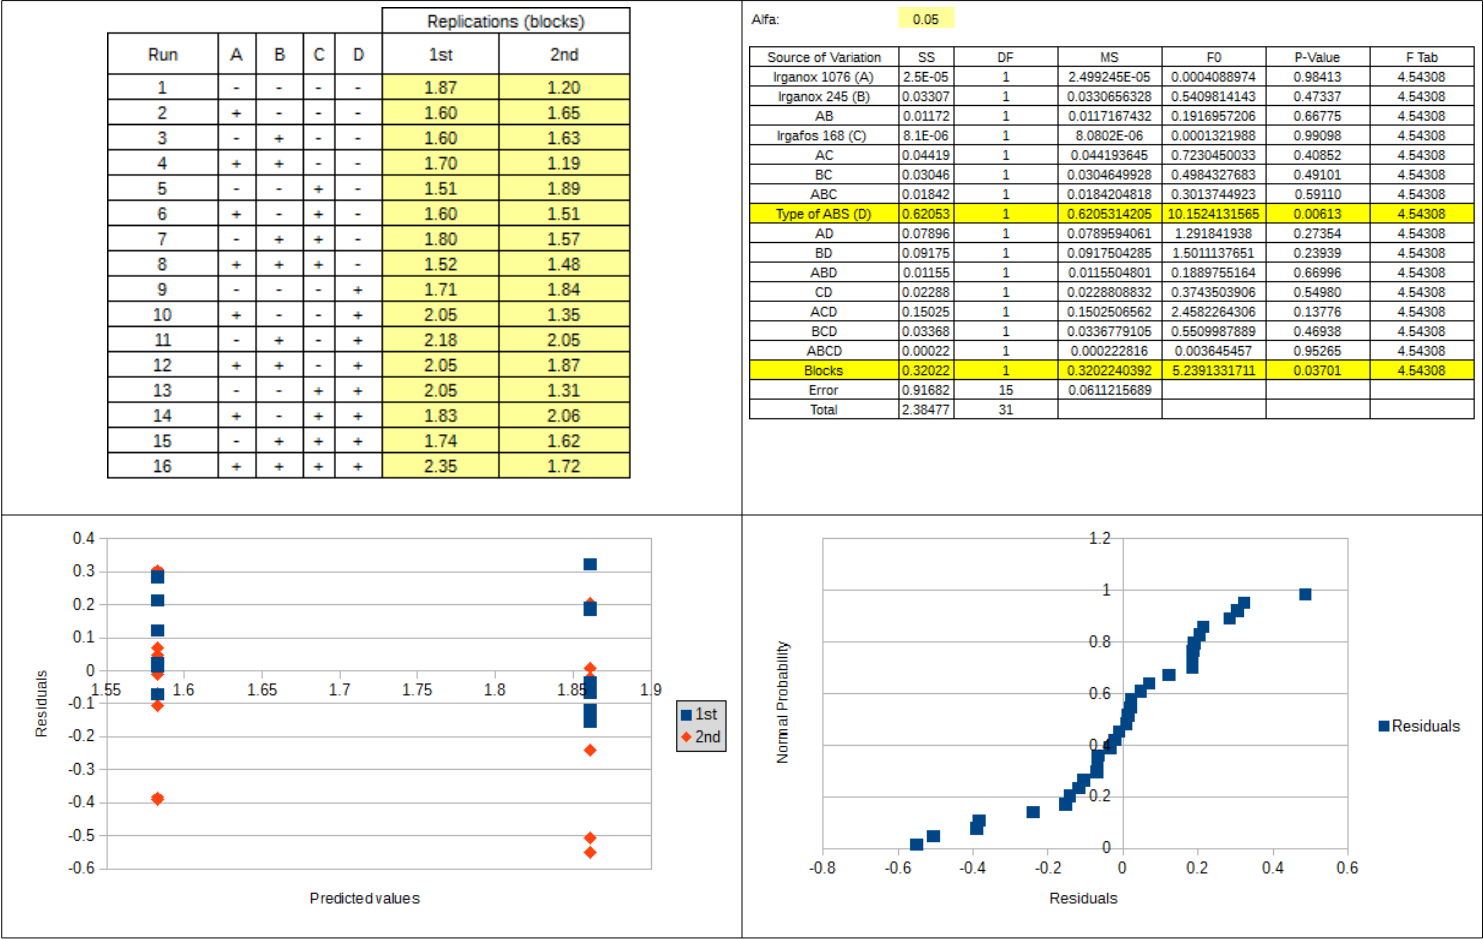 Replications (blocks)
Run A B C D 1st 2nd
1 - - - - 1.87 1.20
2 + - - - 1.60 1.65
3 - + - - 1.60 1.63
4 + + - - 1.70 1.19
5 - - + - 1.51 1.89
6 + - + - 1.60 1.51
7 - + + - 1.80 1.57
8 + + + - 1.52 1.48
9 - - - + 1.71 1.84
10 + - - + 2.05 1.35
11 - + - + 2.18 2.05
12 + + - + 2.05 1.87
13 - - + + 2.05 1.31
14 + - + + 1.83 2.06
15 - + + + 1.74 1.62
16 + + + + 2.35 1.72
Alfa: 0.05
Source of Variation SS DF MS F0 P-Value F Tab
Irganox 1076 (A) 2.5E-05 1 2.499245E-05 0.0004088974 0.98413 4.54308
Irganox 245 (B) 0.03307 1 0.0330656328 0.5409814143 0.47337 4.54308
AB 0.01172 1 0.0117167432 0.1916957206 0.66775 4.54308
Irgafos 168 (C) 8.1E-06 1 8.0802E-06 0.0001321988 0.99098 4.54308
AC 0.04419 1 0.044193645 0.7230450033 0.40852 4.54308
BC 0.03046 1 0.0304649928 0.4984327683 0.49101 4.54308
ABC 0.01842 1 0.0184204818 0.3013744923 0.59110 4.54308
Type of ABS (D) 0.62053 1 0.6205314205 10.1524131565 0.00613 4.54308
AD 0.07896 1 0.0789594061 1.291841938 0.27354 4.54308
BD 0.09175 1 0.0917504285 1.5011137651 0.23939 4.54308
ABD 0.01155 1 0.0115504801 0.1889755164 0.66996 4.54308
CD 0.02288 1 0.0228808832 0.3743503906 0.54980 4.54308
ACD 0.15025 1 0.1502506562 2.4582264306 0.13776 4.54308
BCD 0.03368 1 0.0336779105 0.5509987889 0.46938 4.54308
ABCD 0.00022 1 0.000222816 0.003645457 0.95265 4.54308
Blocks 0.32022 1 0.3202240392 5.2391331711 0.03701 4.54308
Error 0.91682 15 0.0611215689
Total 2.38477 31
0.4
0.3
0.2
0.1
0
-0.1
-0.2
-0.3
-0.4
-0.5
-0.6
1.55 1.6 1.65 1.7 1.75 1.8 1.85 1.9
Residuals
Predicted values
1st
2nd
1.2
1
0.8
0.6
0.4
0.2
0
-0.8 -0.6 -0.4 -0.2 0 0.2 0.4 0.6
Normal Probability
Residuals
Residuals